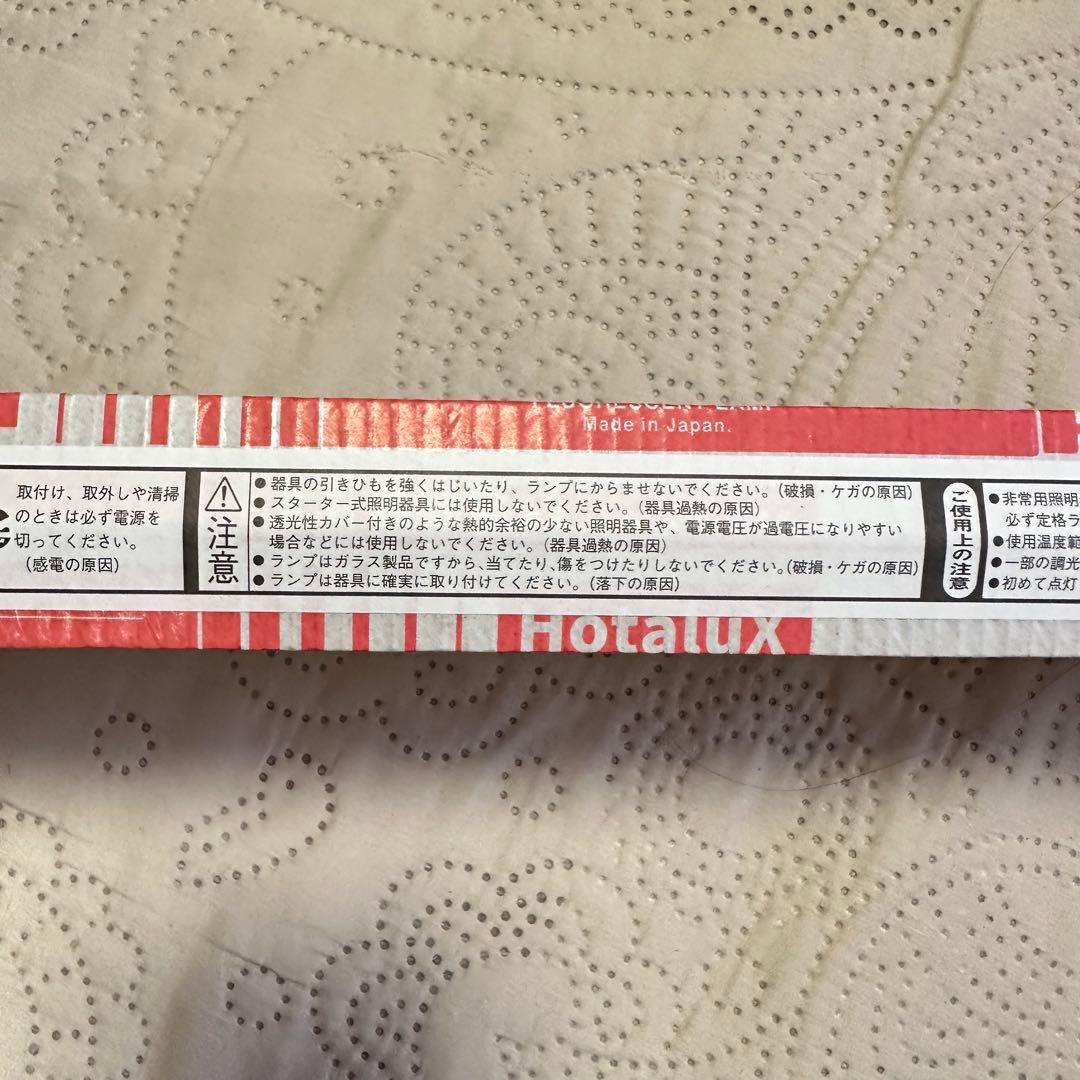 FLUORESCENT LAMP
Made in Japan.
取付け、取外しや清掃
のときは必ず電源を
切ってください。
(感電の原因)
注意
●器具の引きひもを強くはじいたり、ランプにからませないでください。(破損・ケガの原因)
●スターター式照明器具には使用しないでください。(器具過熱の原因)
●透光性カバー付きのような熱的余裕の少ない照明器具や、電源電圧が過電圧になりやすい
場合などには使用しないでください。(器具過熱の原因)
●ランプはガラス製品ですから、当てたり、傷をつけたりしないでください。(破損・ケガの原因)
●ランプは器具に確実に取り付けてください。(落下の原因)
ご使用上の注意
●非常用照明
必ず定格ラ
●使用温度範
●一部の調光
●初めて点灯
Hotalux